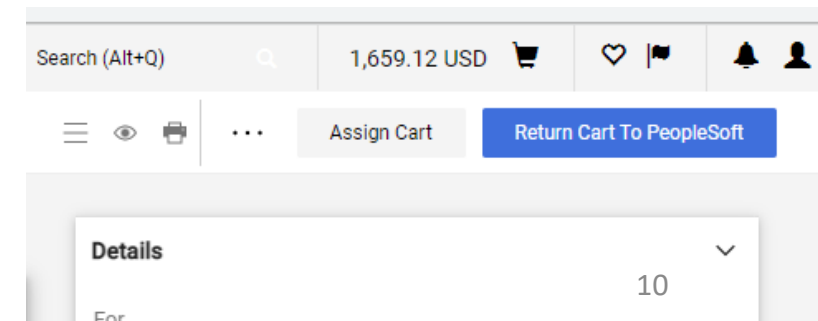 Search (Alt+Q) 1,659.12 USD
... Assign Cart Return Cart To PeopleSoft
Details
10
For